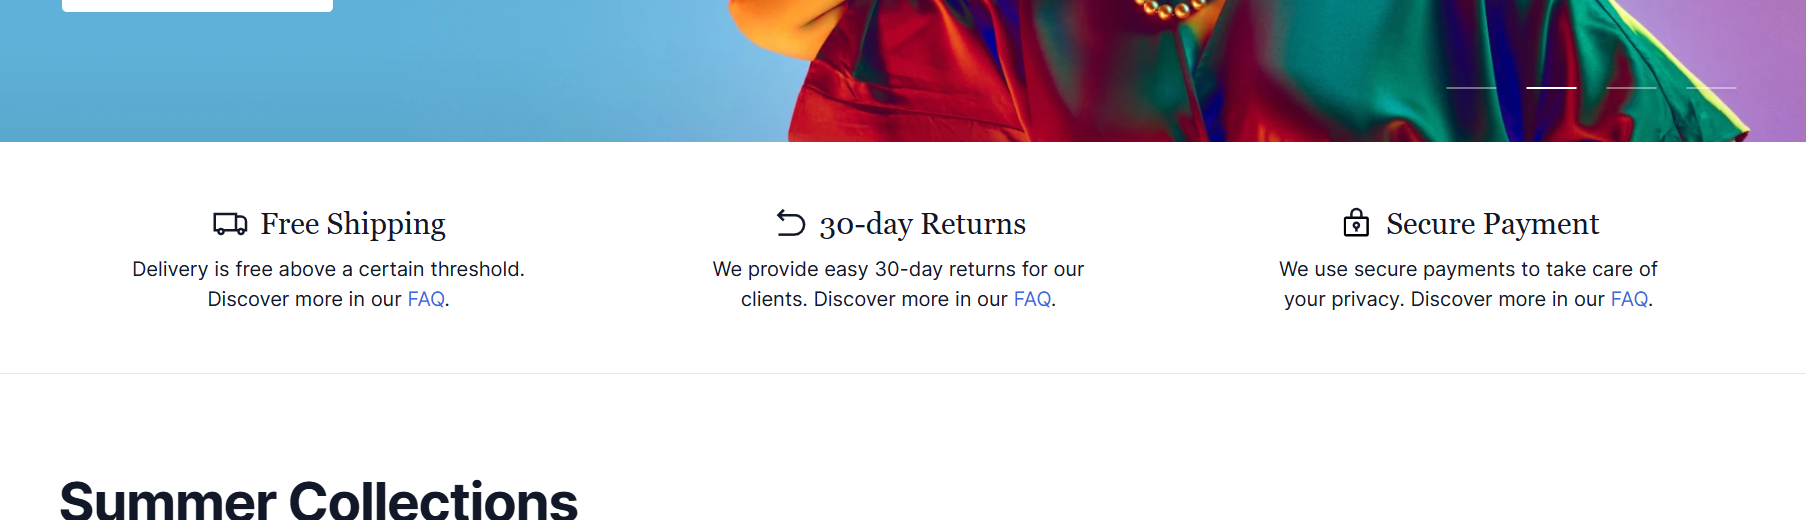 Free Shipping
Delivery is free above a certain threshold.
Discover more in our FAQ.
30-day Returns
We provide easy 30-day returns for our
clients. Discover more in our FAQ.
Secure Payment
We use secure payments to take care of
your privacy. Discover more in our FAQ.
Summer Collections